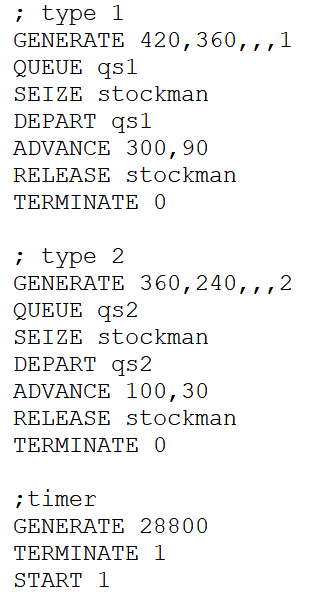 ; type 1
GENERATE 420,360,,,1
QUEUE qs1
SEIZE stockman
DEPART qs1
ADVANCE 300,90
RELEASE stockman
TERMINATE 0

; type 2
GENERATE 360,240,,,2
QUEUE qs2
SEIZE stockman
DEPART qs2
ADVANCE 100,30
RELEASE stockman
TERMINATE 0

;timer
GENERATE 28800
TERMINATE 1
START 1